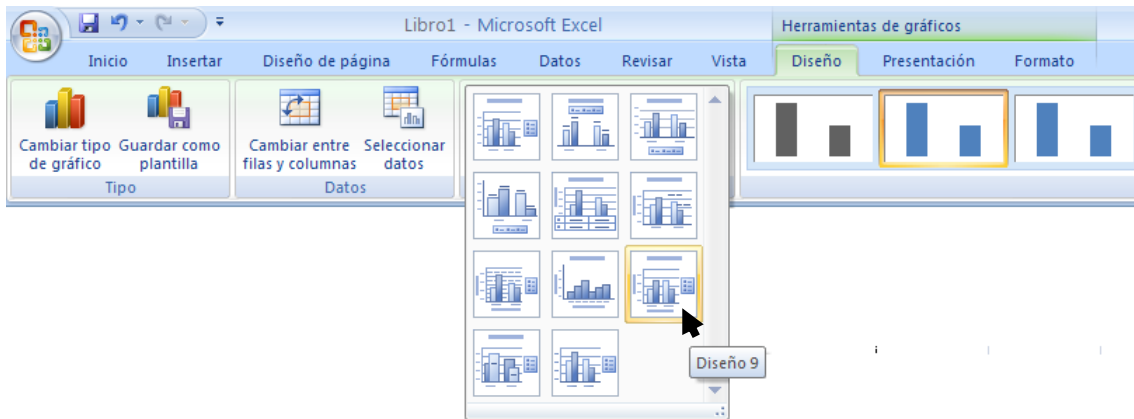 Libro1 - Microsoft Excel
Herramientas de gráficos
Inicio Insertar Diseño de página Fórmulas Datos Revisar Vista Diseño Presentación Formato
Cambiar tipo de gráfico
Guardar como plantilla
Cambiar entre filas y columnas
Seleccionar datos
Tipo
Datos
Diseño 9